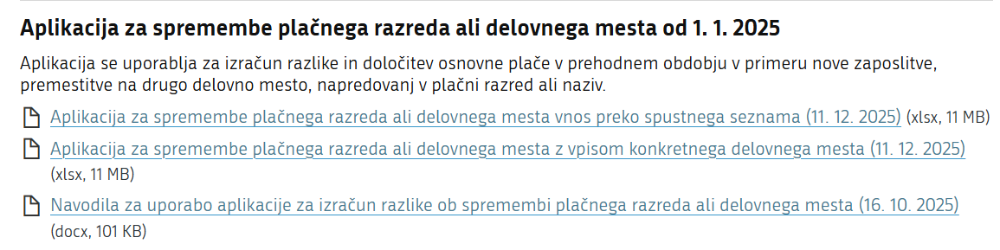 Aplikacija za spremembe plačnega razreda ali delovnega mesta od 1. 1. 2025
Aplikacija se uporablja za izračun razlike in določitev osnovne plače v prehodnem obdobju v primeru nove zaposlitve,
premestitve na drugo delovno mesto, napredovanj v plačni razred ali naziv.
Aplikacija za spremembe plačnega razreda ali delovnega mesta vnos preko spustnega seznama (11. 12. 2025) (xlsx, 11 MB)
Aplikacija za spremembe plačnega razreda ali delovnega mesta z vpisom konkretnega delovnega mesta (11. 12. 2025)
(xlsx, 11 MB)
Navodila za uporabo aplikacije za izračun razlike ob spremembi plačnega razreda ali delovnega mesta (16. 10. 2025)
(docx, 101 KB)